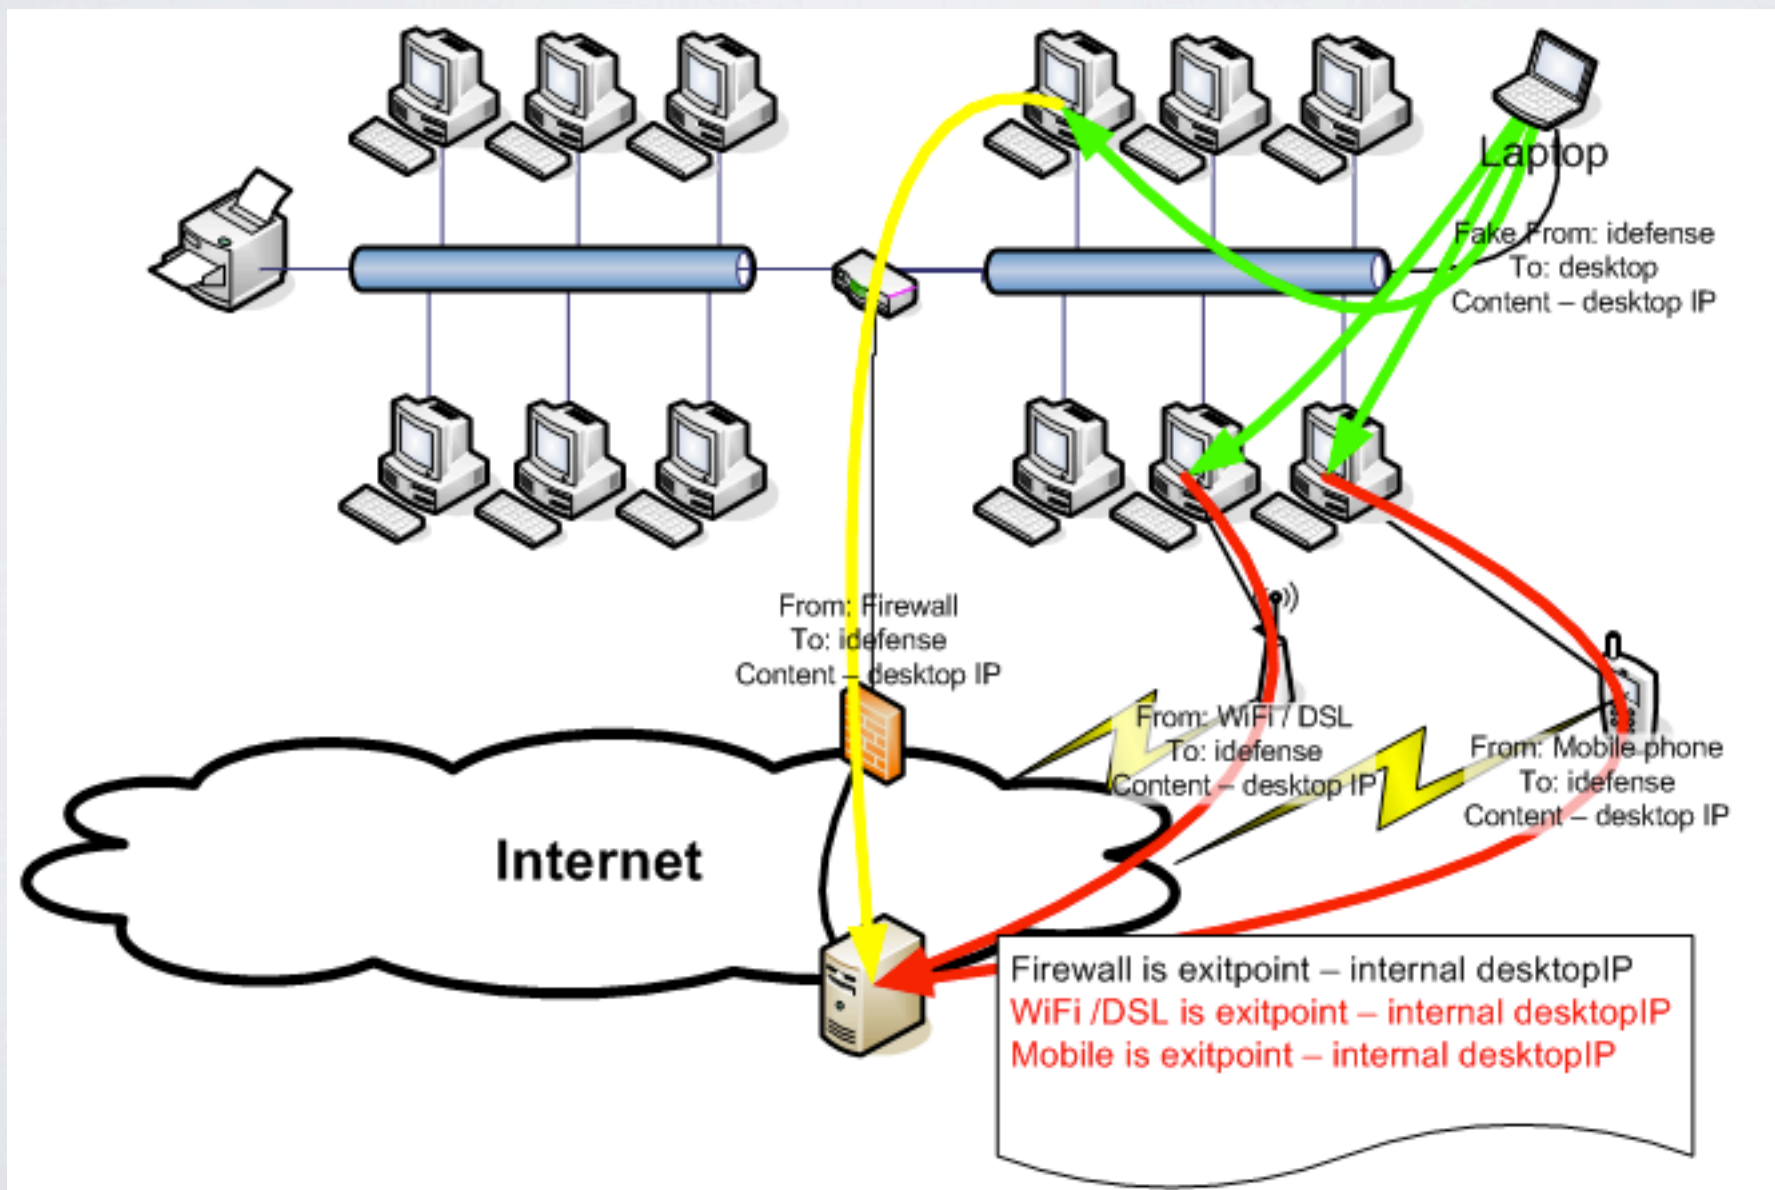 Laptop
Fake From: idefense
To: desktop
Content – desktop IP
From: Firewall
To: idefense
Content – desktop IP
From: WiFi / DSL
To: idefense
Content – desktop IP
From: Mobile phone
To: idefense
Content – desktop IP
Internet
Firewall is exitpoint – internal desktopIP
WiFi /DSL is exitpoint – internal desktopIP
Mobile is exitpoint – internal desktopIP